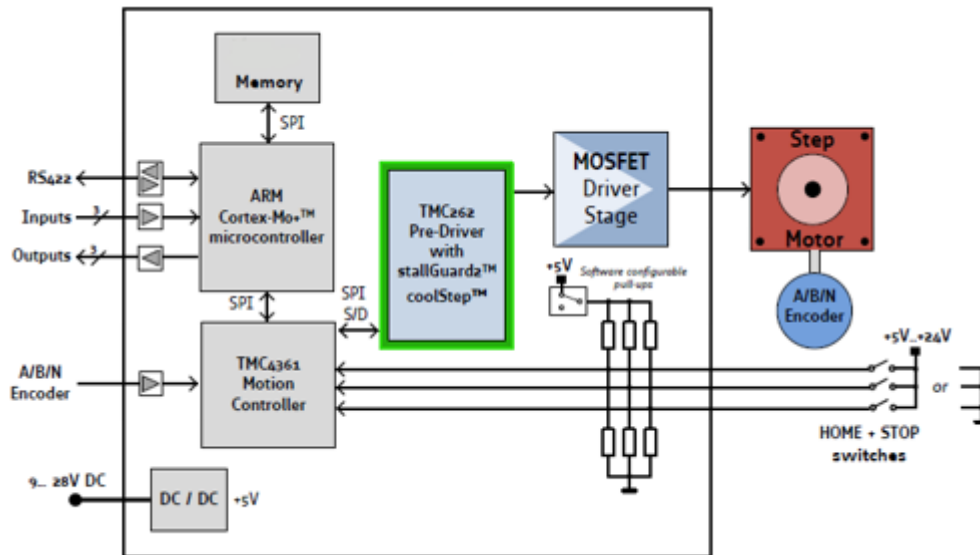 Memory
SPI
RS422
Inputs
3
Outputs
3
ARM
Cortex-M0+™
microcontroller
SPI
TMC262
Pre-Driver
with
stallGuard2™
coolStep™
SPI
S/D
MOSFET
Driver
Stage
Step
Motor
A/B/N
Encoder
+5V
Software configurable
pull-ups
A/B/N
Encoder
TMC4361
Motion
Controller
+5V...+24V
or
HOME + STOP
switches
9... 28V DC
DC / DC
+5V